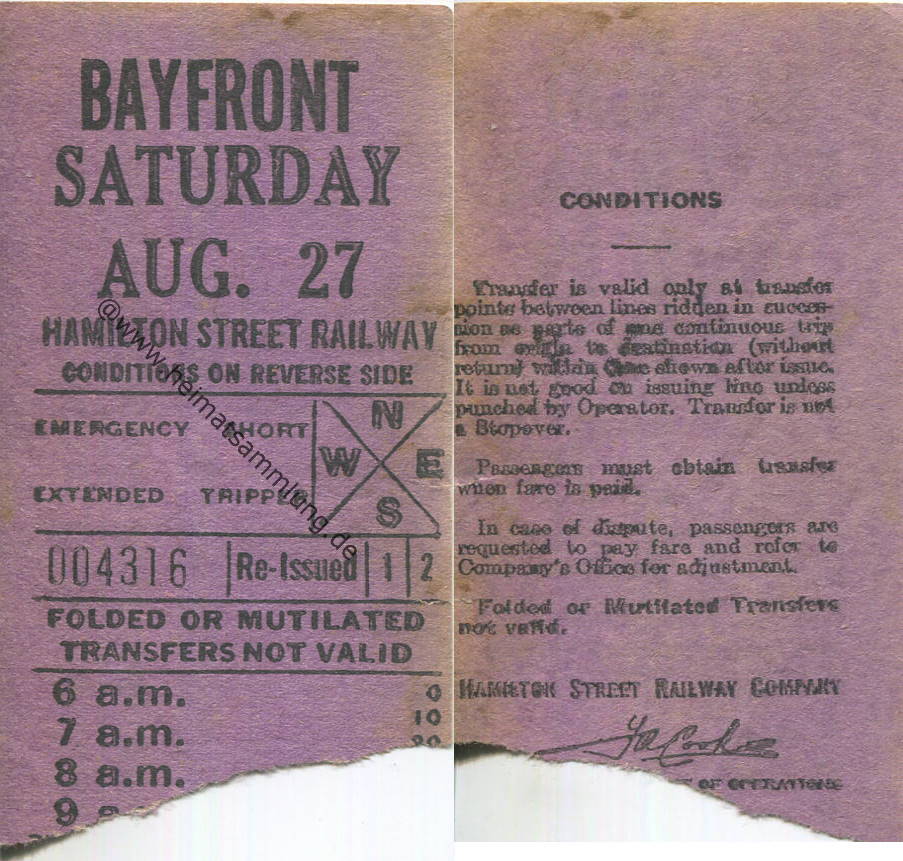 BAYFRONT
SATURDAY
AUG. 27
HAMILTON STREET RAILWAY
CONDITIONS ON REVERSE SIDE
EMERGENCY SHORT
EXTENDED TRIPPER
N
W E
S
004316 Re-Issued 1 2
FOLDED OR MUTILATED
TRANSFERS NOT VALID
6 a.m. 0
7 a.m. 10
8 a.m. 20
9 a
@www.heimatsammlung.de
CONDITIONS
Transfer is valid only at transfer
points between lines ridden in succes-
sion as parts of one continuous trip
from origin to destination (without
return) within time shown after issue.
It is not good on issuing line unless
punched by Operator. Transfer is not
a Stopover.
Passengers must obtain transfer
when fare is paid.
In case of dispute, passengers are
requested to pay fare and refer to
Company's Office for adjustment.
Folded or Mutilated Transfers
not valid.
HAMILTON STREET RAILWAY COMPANY
OF OPERATIONS